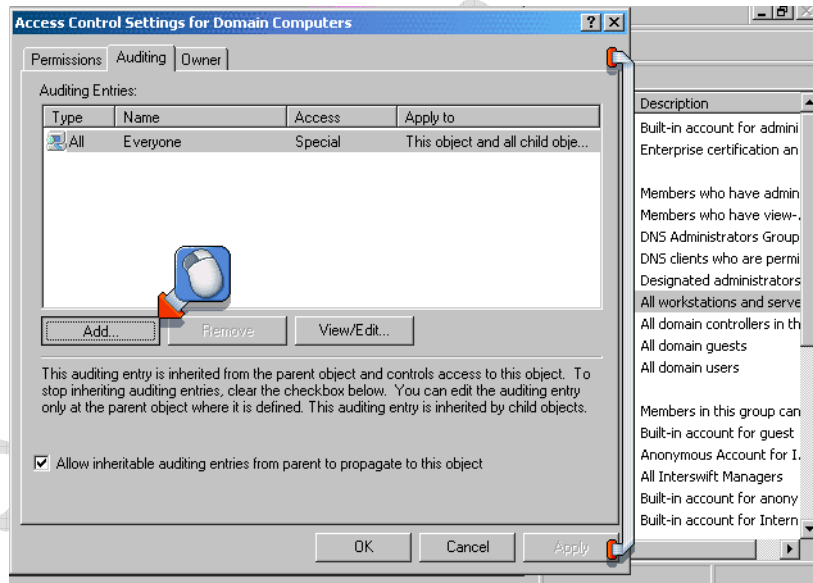 Access Control Settings for Domain Computers
Permissions Auditing Owner
Auditing Entries:
Type Name Access Apply to
All Everyone Special This object and all child obje...
Add... Remove View/Edit...
This auditing entry is inherited from the parent object and controls access to this object. To
stop inheriting auditing entries, clear the checkbox below. You can edit the auditing entry
only at the parent object where it is defined. This auditing entry is inherited by child objects.
Allow inheritable auditing entries from parent to propagate to this object
OK Cancel Apply
Description
Built-in account for admini
Enterprise certification an
Members who have admin
Members who have view-.
DNS Administrators Group
DNS clients who are permi
Designated administrators
All workstations and serve
All domain controllers in th
All domain guests
All domain users
Members in this group can
Built-in account for guest
Anonymous Account for I.
All Interswift Managers
Built-in account for anony
Built-in account for Intern